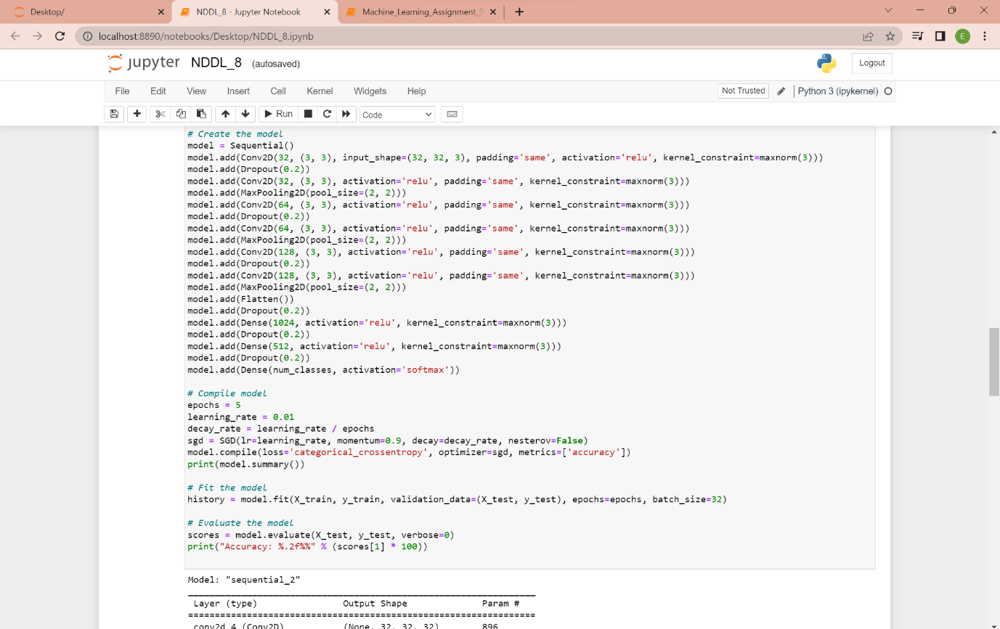 Desktop/
NDDL_8 - Jupyter Notebook
Machine_Learning_Assignment_3
localhost:8890/notebooks/Desktop/NDDL_8.ipynb
E
jupyter NDDL_8 (autosaved)
Logout
File Edit View Insert Cell Kernel Widgets Help
Not Trusted
Python 3 (ipykernel)
Run
Code
# Create the model
model = Sequential()
model.add(Conv2D(32, (3, 3), input_shape=(32, 32, 3), padding='same', activation='relu', kernel_constraint=maxnorm(3)))
model.add(Dropout(0.2))
model.add(Conv2D(32, (3, 3), activation='relu', padding='same', kernel_constraint=maxnorm(3)))
model.add(MaxPooling2D(pool_size=(2, 2)))
model.add(Conv2D(64, (3, 3), activation='relu', padding='same', kernel_constraint=maxnorm(3)))
model.add(Dropout(0.2))
model.add(Conv2D(64, (3, 3), activation='relu', padding='same', kernel_constraint=maxnorm(3)))
model.add(MaxPooling2D(pool_size=(2, 2)))
model.add(Conv2D(128, (3, 3), activation='relu', padding='same', kernel_constraint=maxnorm(3)))
model.add(Dropout(0.2))
model.add(Conv2D(128, (3, 3), activation='relu', padding='same', kernel_constraint=maxnorm(3)))
model.add(MaxPooling2D(pool_size=(2, 2)))
model.add(Flatten())
model.add(Dropout(0.2))
model.add(Dense(1024, activation='relu', kernel_constraint=maxnorm(3)))
model.add(Dropout(0.2))
model.add(Dense(512, activation='relu', kernel_constraint=maxnorm(3)))
model.add(Dropout(0.2))
model.add(Dense(num_classes, activation='softmax'))
# Compile model
epochs = 5
learning_rate = 0.01
decay_rate = learning_rate / epochs
sgd = SGD(lr=learning_rate, momentum=0.9, decay=decay_rate, nesterov=False)
model.compile(loss='categorical_crossentropy', optimizer=sgd, metrics=['accuracy'])
print(model.summary())
# Fit the model
history = model.fit(X_train, y_train, validation_data=(X_test, y_test), epochs=epochs, batch_size=32)
# Evaluate the model
scores = model.evaluate(X_test, y_test, verbose=0)
print("Accuracy: %.2f%%" % (scores[1] * 100))
Model: "sequential_2"
Layer (type) Output Shape Param #
conv2d_4 (Conv2D) (None, 32, 32, 32) 896